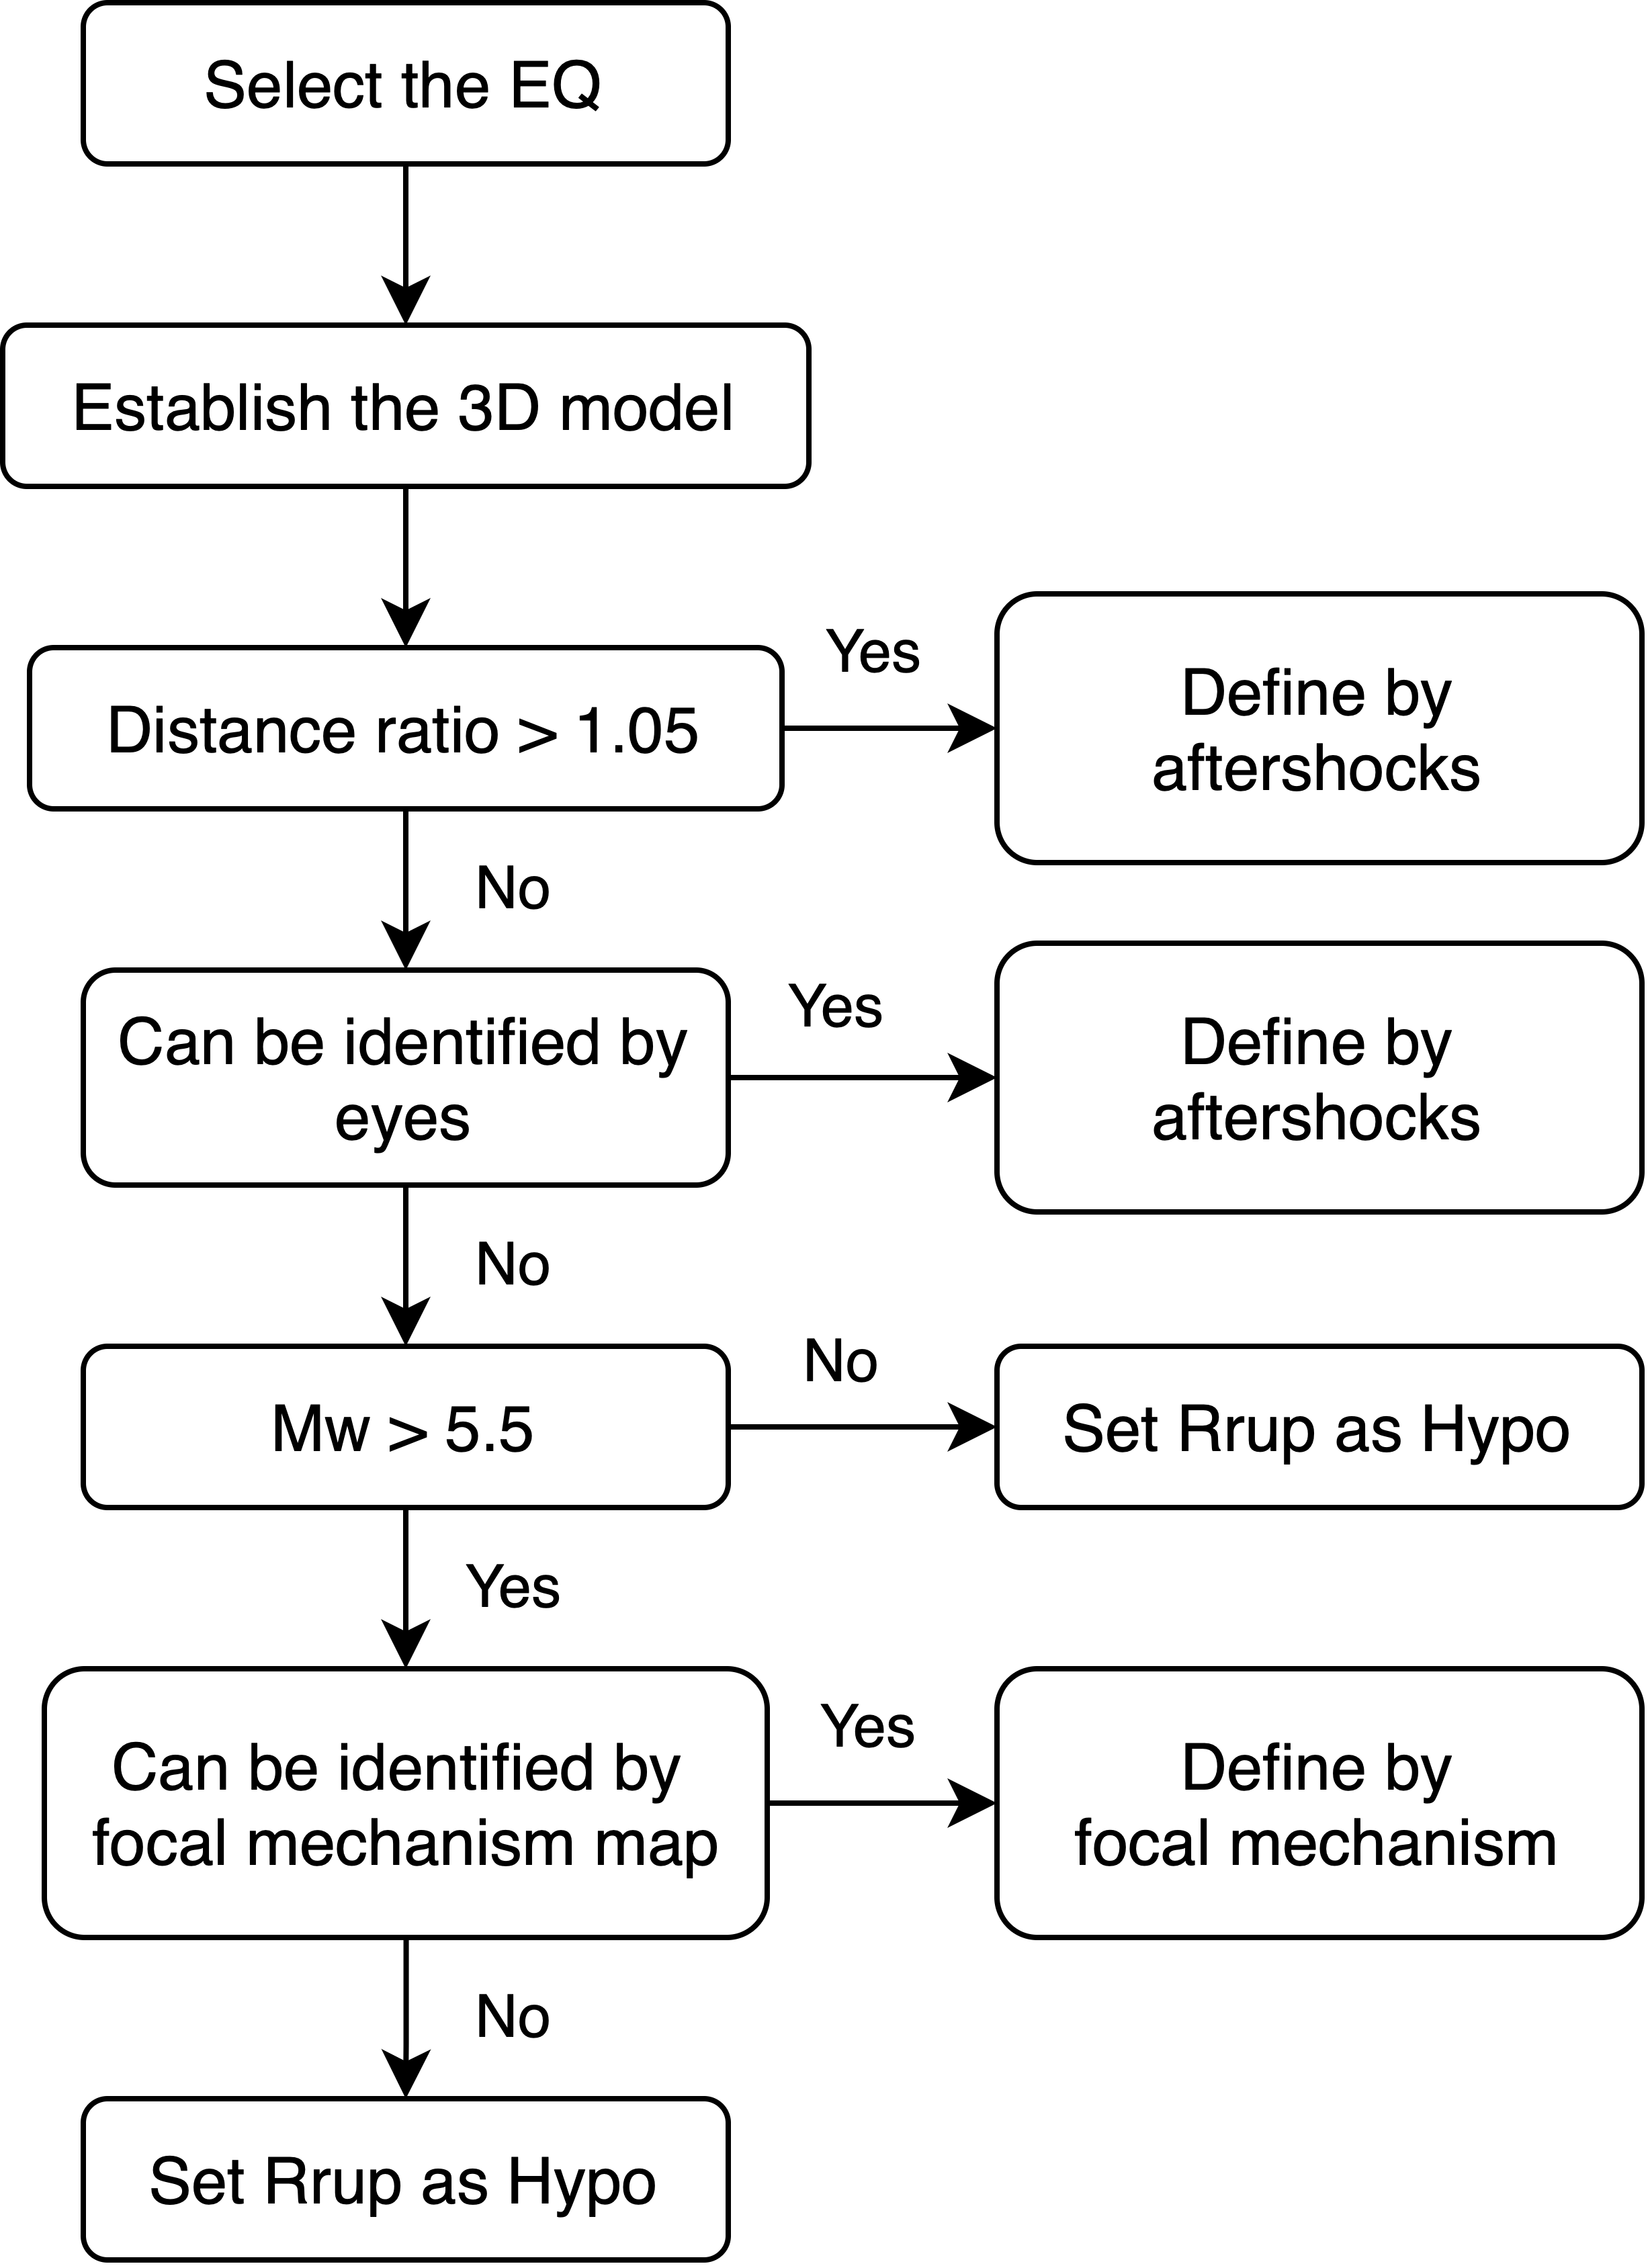 Select the EQ
Establish the 3D model
Distance ratio > 1.05
Yes
Define by
aftershocks
No
Can be identified by
eyes
Yes
Define by
aftershocks
No
Mw > 5.5
No
Set Rrup as Hypo
Yes
Can be identified by
focal mechanism map
Yes
Define by
focal mechanism
No
Set Rrup as Hypo